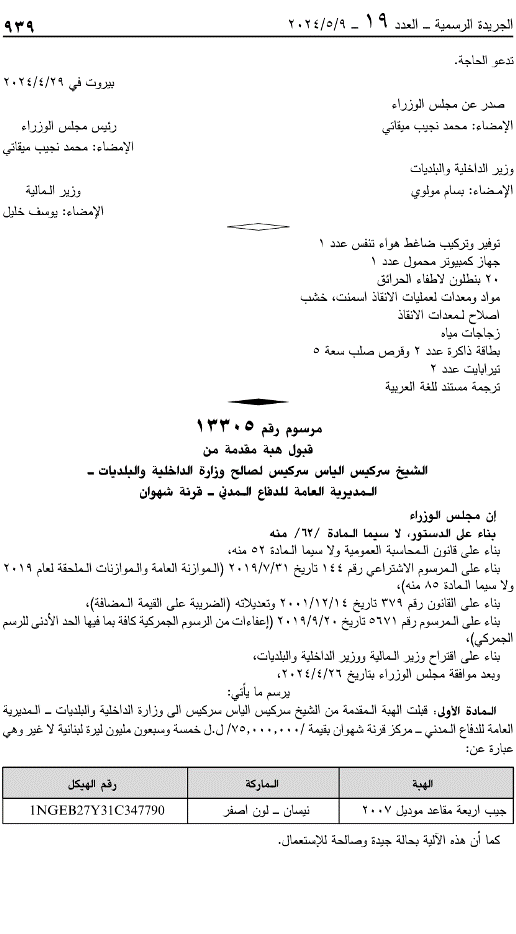 الجريدة الرسمية ــ العدد ١٩ ــ ٢٠٢٤/٥/٩
٩٣٩
تدعو الحاجة.
بيروت في ٢٠٢٤/٤/٢٩
صدر عن مجلس الوزراء
رئيس مجلس الوزراء
الإمضاء: محمد نجيب ميقاتي
الإمضاء: محمد نجيب ميقاتي
وزير الداخلية والبلديات
وزير المالية
الإمضاء: بسام مولوي
الإمضاء: يوسف خليل
توفير وتركيب ضاغط هواء تنفس عدد ١
جهاز كمبيوتر محمول عدد ١
٢٠ بنطلون لاطفاء الحرائق
مواد ومعدات لعمليات الانقاذ اسمنت، خشب
اصلاح لمعدات الانقاذ
زجاجات مياه
بطاقة ذاكرة عدد ٢ وقرص صلب سعة ٥
تيرابايت عدد ٢
ترجمة مستند للغة العربية
مرسوم رقم ١٣٣٠٥
قبول هبة مقدمة من
الشيخ سركيس الياس سركيس لصالح وزارة الداخلية والبلديات ــ
المديرية العامة للدفاع المدني ــ قرنة شهوان
إن مجلس الوزراء
بناء على الدستور، لا سيما المادة /٦٢/ منه
بناء على قانون المحاسبة العمومية ولا سيما المادة ٥٢ منه،
بناء على المرسوم الاشتراعي رقم ١٤٤ تاريخ ٢٠١٩/٧/٣١ (الموازنة العامة والموازنات الملحقة لعام ٢٠١٩
ولا سيما المادة ٨٥ منه)،
بناء على القانون رقم ٣٧٩ تاريخ ٢٠٠١/١٢/١٤ وتعديلاته (الضريبة على القيمة المضافة)،
بناء على المرسوم رقم ٥٦٧١ تاريخ ٢٠١٩/٩/٢٠ (إعفاءات من الرسوم الجمركية كافة بما فيها الحد الأدنى للرسم
الجمركي)،
بناء على اقتراح وزير المالية ووزير الداخلية والبلديات،
وبعد موافقة مجلس الوزراء بتاريخ ٢٠٢٤/٤/٢٦،
يرسم ما يأتي:
المادة الأولى: قبلت الهبة المقدمة من الشيخ سركيس الياس سركيس الى وزارة الداخلية والبلديات ــ المديرية
العامة للدفاع المدني ــ مركز قرنة شهوان بقيمة /٧٥,٠٠٠,٠٠٠/ ل.ل خمسة وسبعون مليون ليرة لبنانية لا غير وهي
عبارة عن:
الهبة الماركة رقم الهيكل
جيب اربعة مقاعد موديل ٢٠٠٧ نيسان ــ لون اصفر 1NGEB27Y31C347790
كما أن هذه الآلية بحالة جيدة وصالحة للإستعمال.